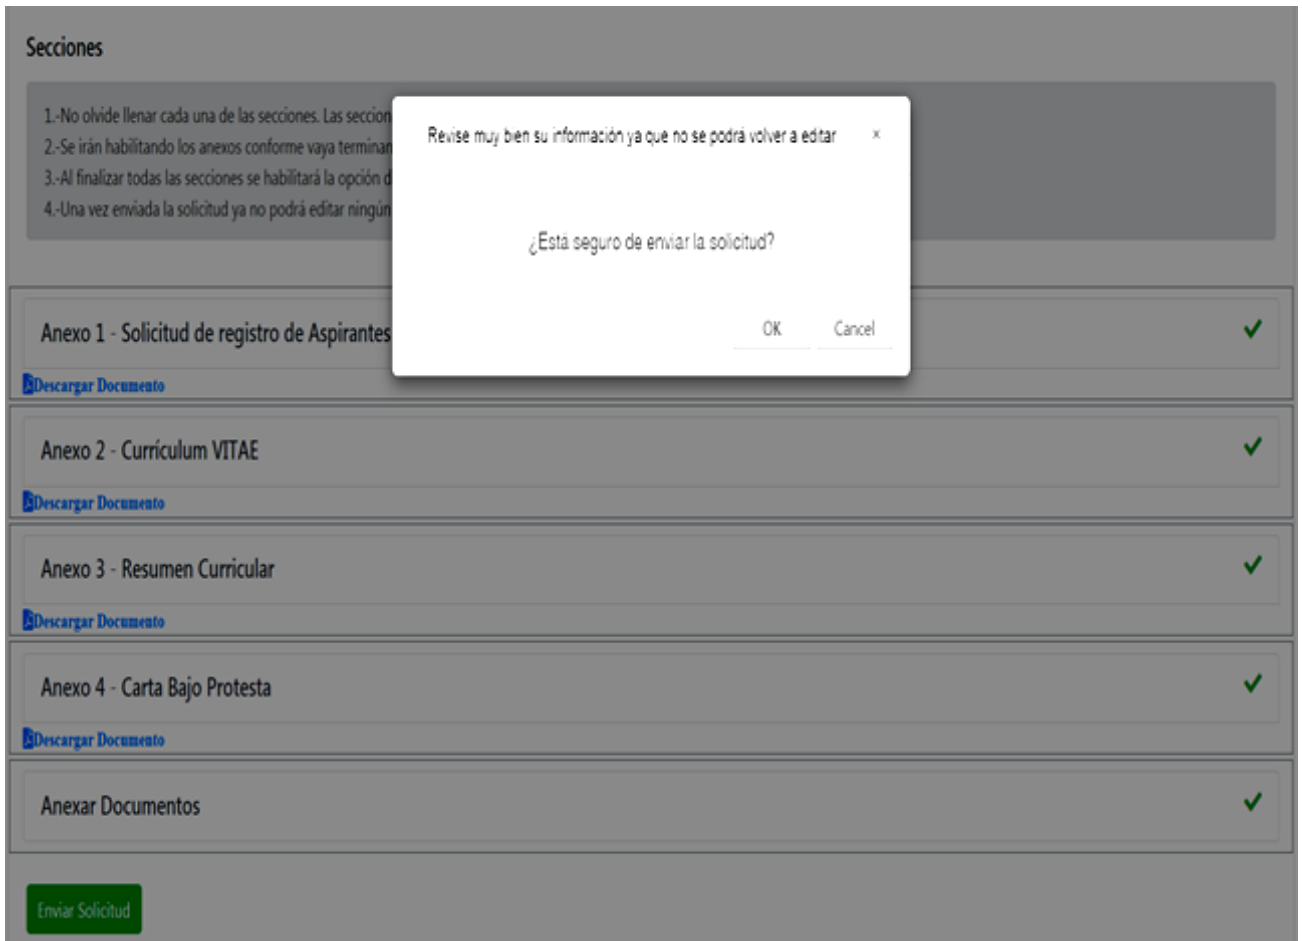 Secciones
1.-No olvide llenar cada una de las secciones. Las seccion
2.-Se irán habilitando los anexos conforme vaya terminan
3.-Al finalizar todas las secciones se habilitará la opción d
4.-Una vez enviada la solicitud ya no podrá editar ningún
Revise muy bien su información ya que no se podrá volver a editar ×
¿Está seguro de enviar la solicitud?
OK Cancel
Anexo 1 - Solicitud de registro de Aspirantes
Descargar Documento
Anexo 2 - Currículum VITAE
Descargar Documento
Anexo 3 - Resumen Curricular
Descargar Documento
Anexo 4 - Carta Bajo Protesta
Descargar Documento
Anexar Documentos
Enviar Solicitud